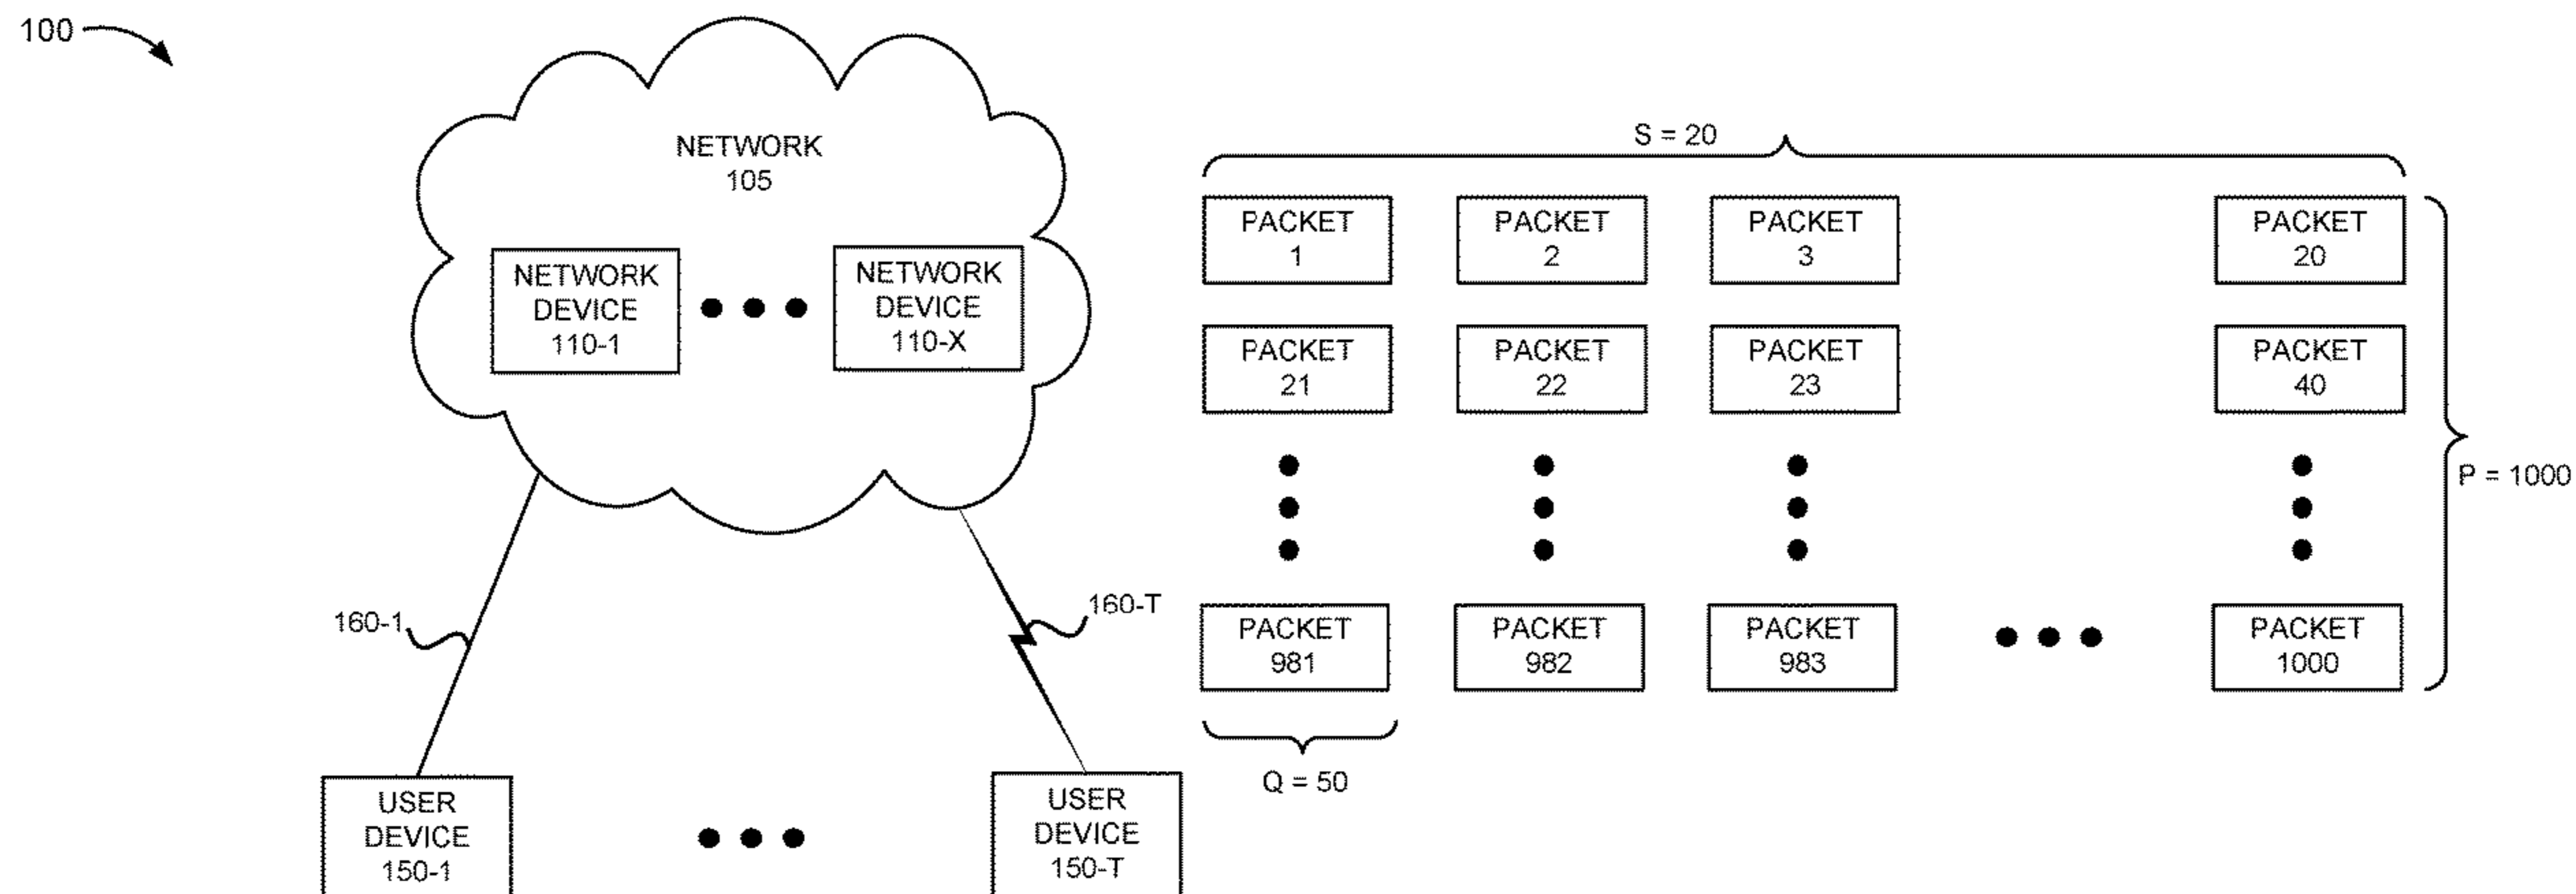 100
NETWORK
105
NETWORK
DEVICE
110-1
NETWORK
DEVICE
110-X
160-1
160-T
USER
DEVICE
150-1
USER
DEVICE
150-T
S = 20
PACKET
1
PACKET
2
PACKET
3
PACKET
20
PACKET
21
PACKET
22
PACKET
23
PACKET
40
P = 1000
PACKET
981
PACKET
982
PACKET
983
PACKET
1000
Q = 50